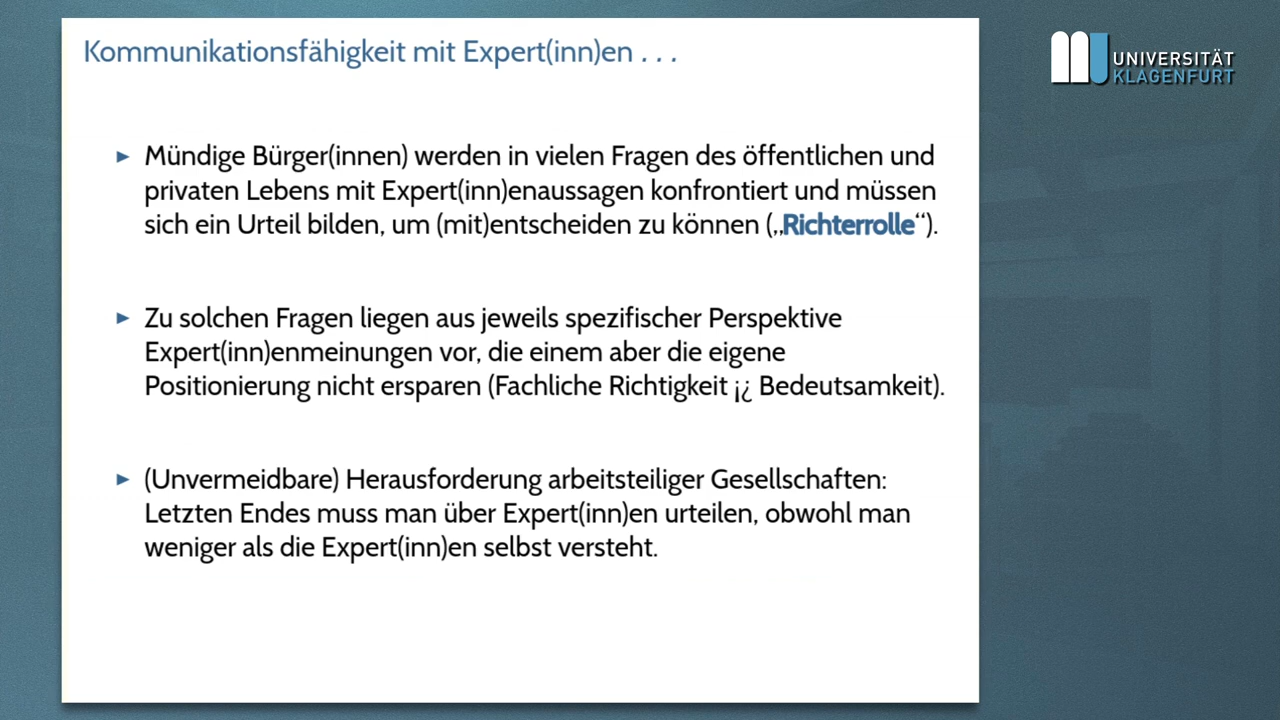 Kommunikationsfähigkeit mit Expert(inn)en . . .
UNIVERSITÄT
KLAGENFURT
Mündige Bürger(innen) werden in vielen Fragen des öffentlichen und
privaten Lebens mit Expert(inn)enaussagen konfrontiert und müssen
sich ein Urteil bilden, um (mit)entscheiden zu können („Richterrolle“).
Zu solchen Fragen liegen aus jeweils spezifischer Perspektive
Expert(inn)enmeinungen vor, die einem aber die eigene
Positionierung nicht ersparen (Fachliche Richtigkeit ¡¿ Bedeutsamkeit).
(Unvermeidbare) Herausforderung arbeitsteiliger Gesellschaften:
Letzten Endes muss man über Expert(inn)en urteilen, obwohl man
weniger als die Expert(inn)en selbst versteht.